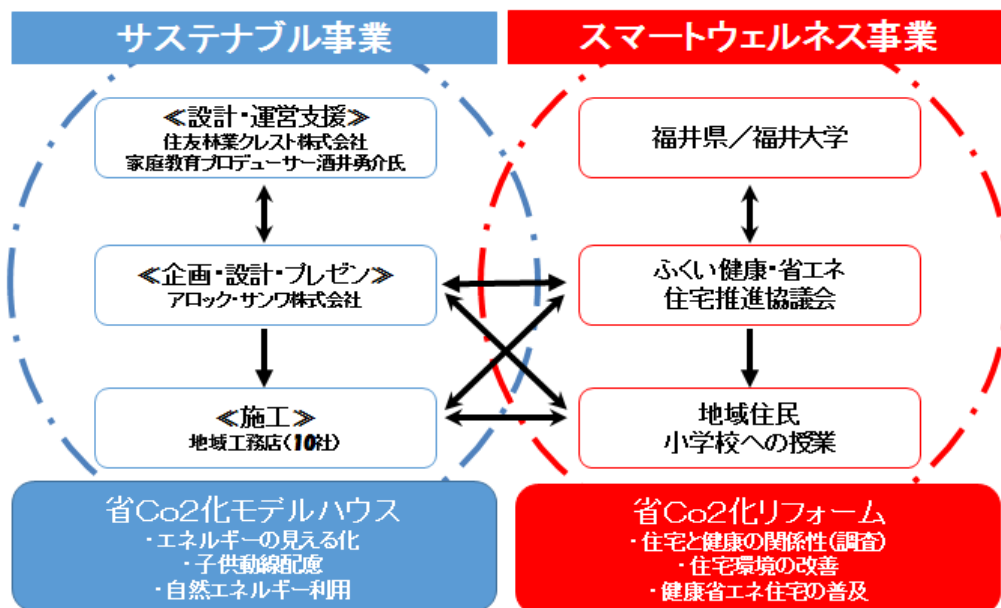 サステナブル事業
≪設計・運営支援≫
住友林業クレスト株式会社
家庭教育プロデューサー酒井勇介氏
≪企画・設計・プレゼン≫
アロック・サンワ株式会社
≪施工≫
地域工務店(10社)
省Co2化モデルハウス
・エネルギーの見える化
・子供動線配慮
・自然エネルギー利用
スマートウェルネス事業
福井県／福井大学
ふくい健康・省エネ
住宅推進協議会
地域住民
小学校への授業
省Co2化リフォーム
・住宅と健康の関係性(調査)
・住宅環境の改善
・健康省エネ住宅の普及